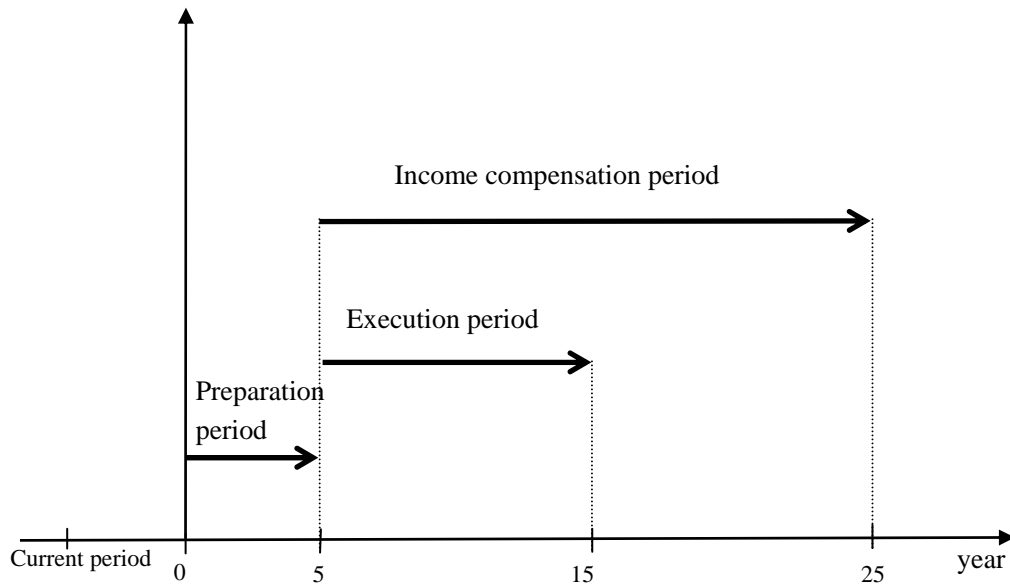 Income compensation period
Execution period
Preparation
period
Current period
0
5
15
25
year